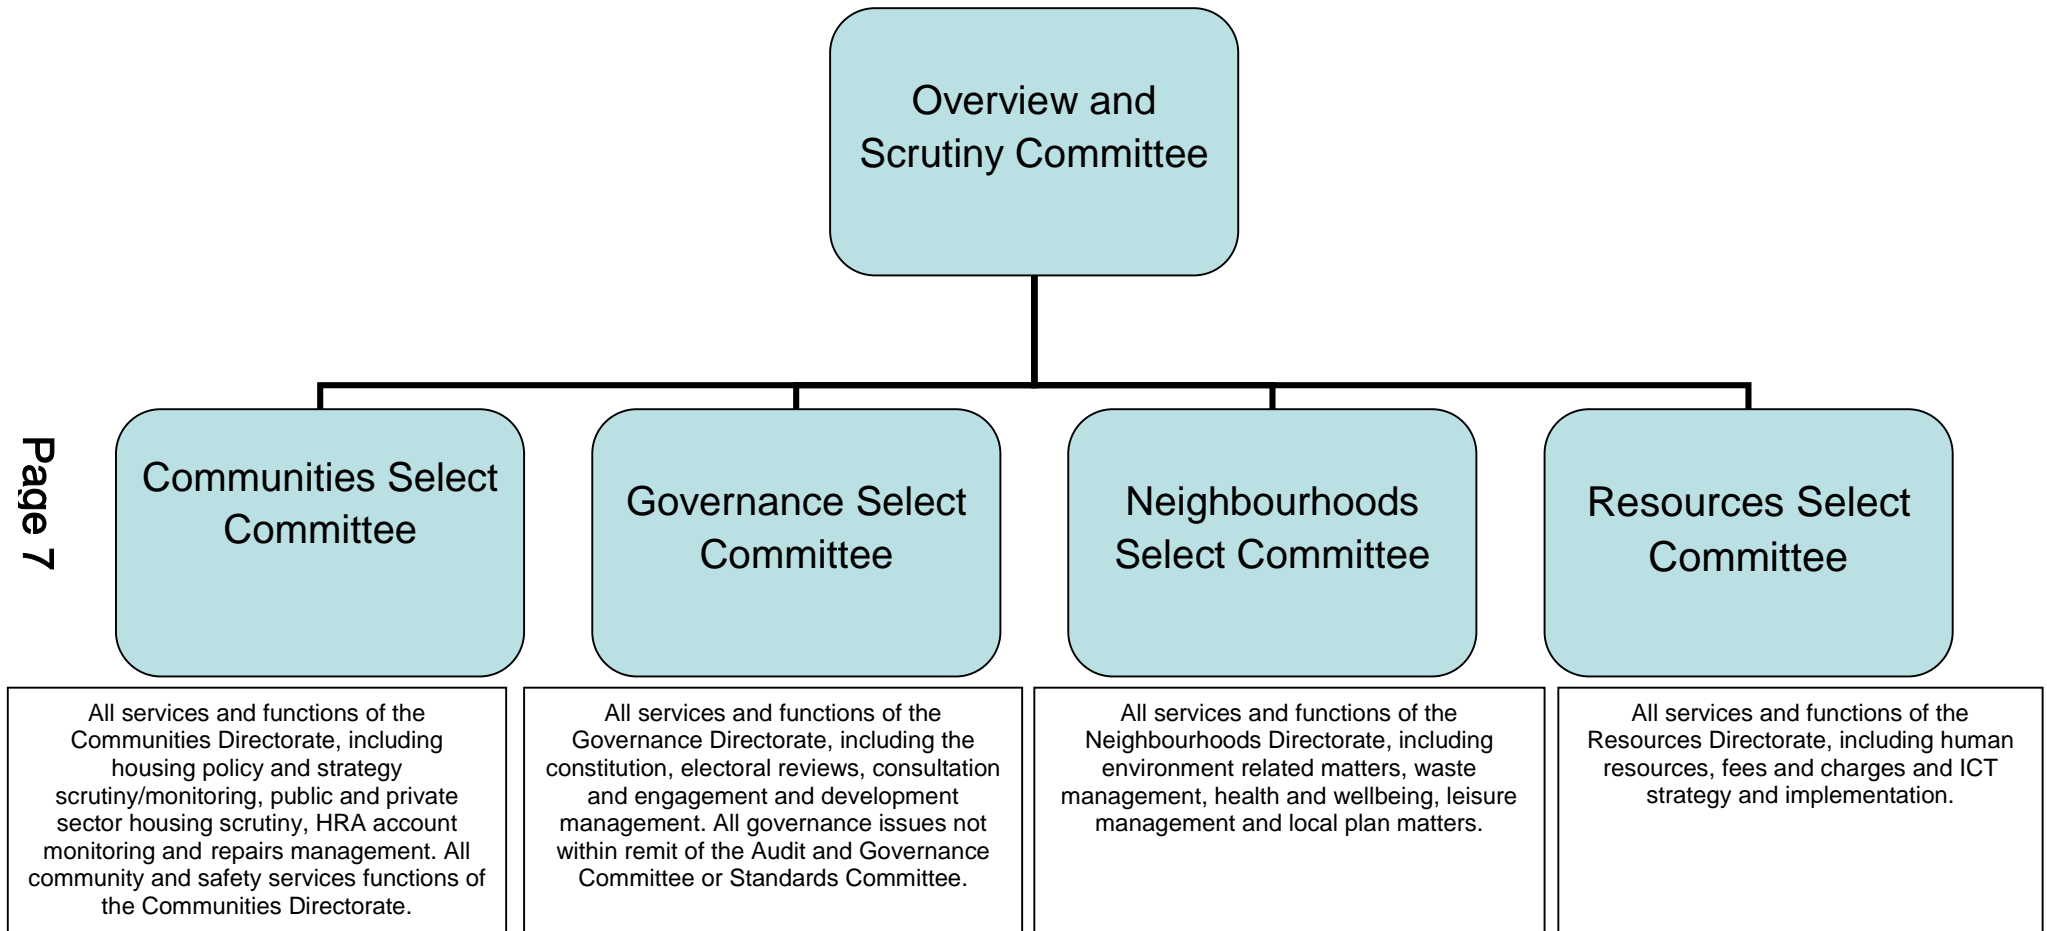 Overview and
Scrutiny Committee
Page 7
Communities Select
Committee
Governance Select
Committee
Neighbourhoods
Select Committee
Resources Select
Committee
All services and functions of the
Communities Directorate, including
housing policy and strategy
scrutiny/monitoring, public and private
sector housing scrutiny, HRA account
monitoring and repairs management. All
community and safety services functions of
the Communities Directorate.
All services and functions of the
Governance Directorate, including the
constitution, electoral reviews, consultation
and engagement and development
management. All governance issues not
within remit of the Audit and Governance
Committee or Standards Committee.
All services and functions of the
Neighbourhoods Directorate, including
environment related matters, waste
management, health and wellbeing, leisure
management and local plan matters.
All services and functions of the
Resources Directorate, including human
resources, fees and charges and ICT
strategy and implementation.